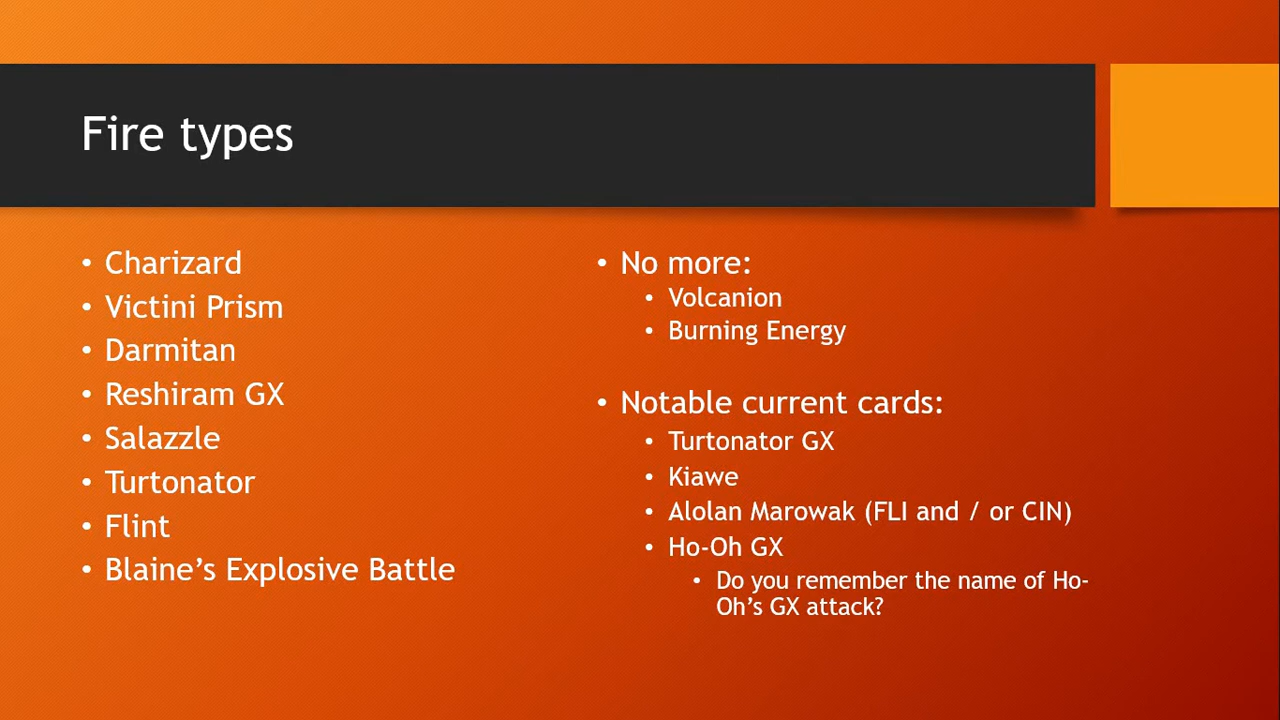 Fire types
• Charizard
• Victini Prism
• Darmitan
• Reshiram GX
• Salazzle
• Turtonator
• Flint
• Blaine’s Explosive Battle
• No more:
• Volcanion
• Burning Energy
• Notable current cards:
• Turtonator GX
• Kiawe
• Alolan Marowak (FLI and / or CIN)
• Ho-Oh GX
• Do you remember the name of Ho-
Oh’s GX attack?